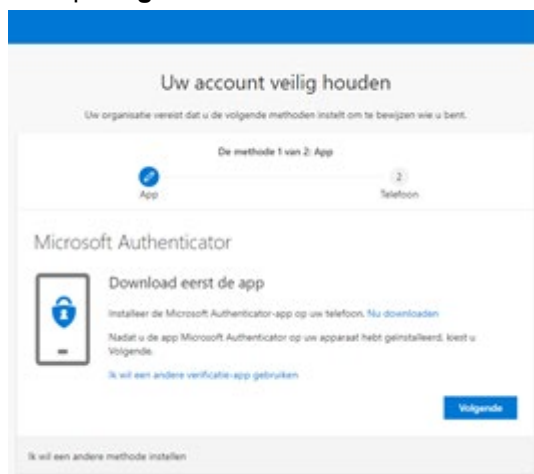 Uw account veilig houden
Uw organisatie vereist dat u de volgende methoden instelt om te bewijzen wie u bent.
De methode 1 van 2: App
2
App
Telefoon
Microsoft Authenticator
Download eerst de app
Installeer de Microsoft Authenticator-app op uw telefoon. Nu downloaden
Nadat u de app Microsoft Authenticator op uw apparaat hebt geïnstalleerd, kiest u
Volgende.
Ik wil een andere verificatie-app gebruiken
Volgende
Ik wil een andere methode instellen